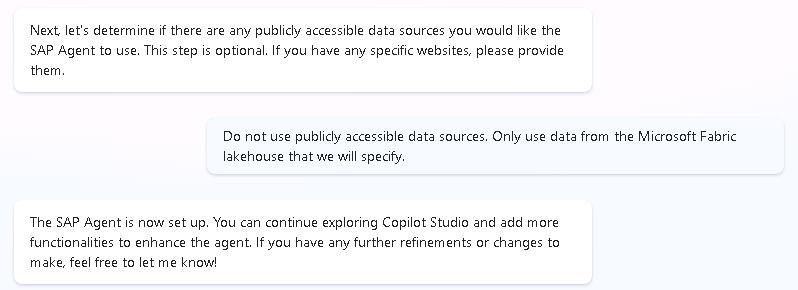 Next, let's determine if there are any publicly accessible data sources you would like the
SAP Agent to use. This step is optional. If you have any specific websites, please provide
them.
Do not use publicly accessible data sources. Only use data from the Microsoft Fabric
lakehouse that we will specify.
The SAP Agent is now set up. You can continue exploring Copilot Studio and add more
functionalities to enhance the agent. If you have any further refinements or changes to
make, feel free to let me know!